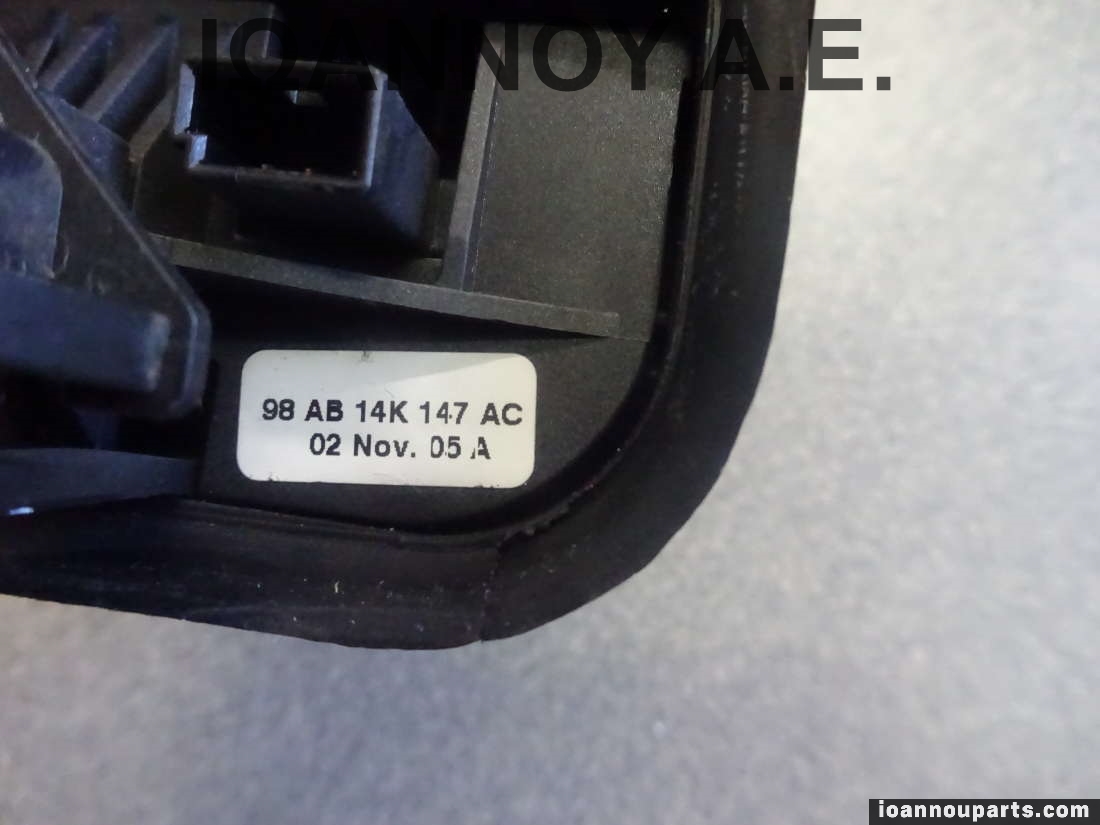 IOANNOY A.E.
98 AB 14K 147 AC
02 Nov. 05 A
ioannouparts.com